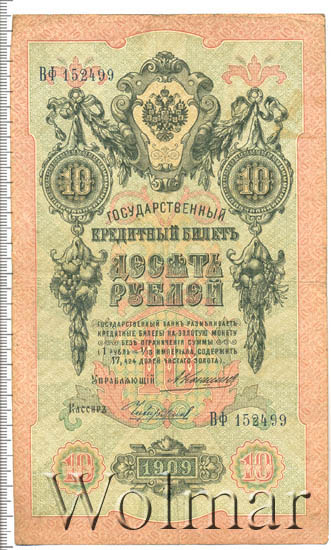 ВФ 152499
10 10
ГОСУДАРСТВЕННЫЙ
КРЕДИТНЫЙ БИЛЕТЪ
ДЕСЯТЬ
РУБЛЕЙ
ГОСУДАРСТВЕННЫЙ БАНКЪ РАЗМѢНИВАЕТЪ
КРЕДИТНЫЕ БИЛЕТЫ НА ЗОЛОТУЮ МОНЕТУ
БЕЗЪ ОГРАНИЧЕНІЯ СУММЫ
(1 РУБЛЬ = 1/15 ИМПЕРІАЛА, СОДЕРЖИТЪ
17,424 ДОЛЕЙ ЧИСТАГО ЗОЛОТА).
Управляющій
Кассиръ
ВФ 152499
10 1909 10
Wolmar